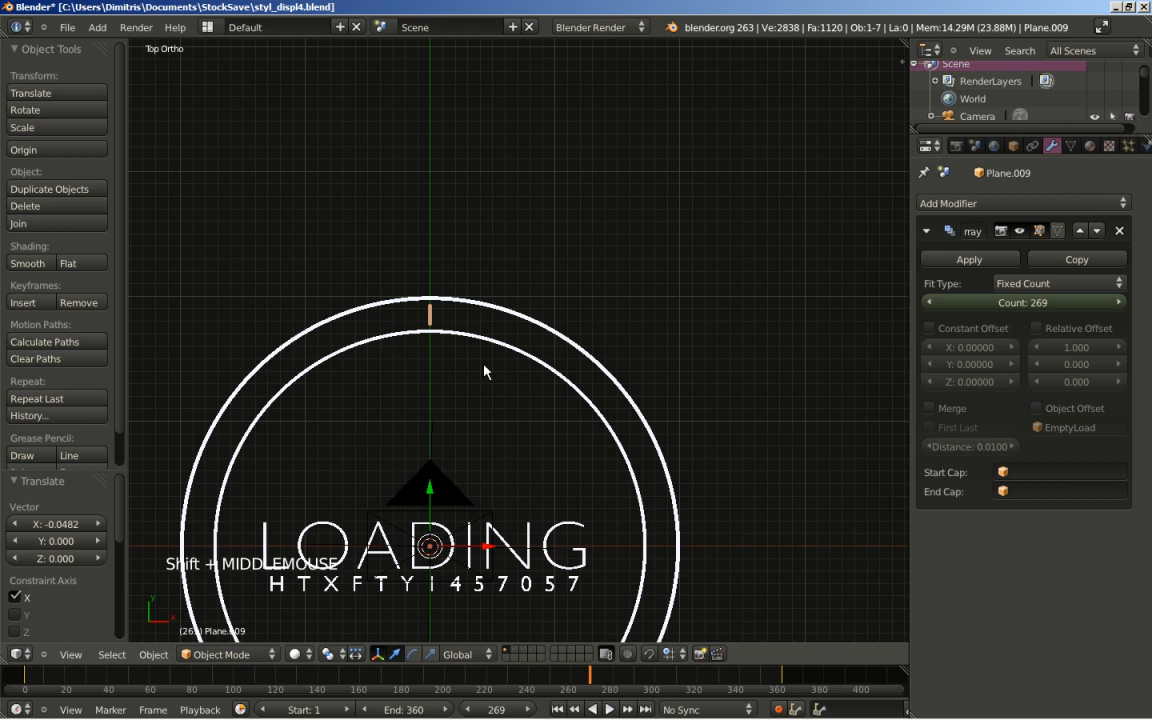 Blender* [C:\Users\Dimitris\Documents\StockSave\styl_displ4.blend]
File Add Render Help Default Scene Blender Render blender.org 263 | Ve:2838 | Fa:1120 | Ob:1-7 | La:0 | Mem:14.29M (23.88M) | Plane.009
Object Tools
Transform:
Translate
Rotate
Scale
Origin
Object:
Duplicate Objects
Delete
Join
Shading:
Smooth Flat
Keyframes:
Insert Remove
Motion Paths:
Calculate Paths
Clear Paths
Repeat:
Repeat Last
History...
Grease Pencil:
Draw Line
Translate
Vector
X: -0.0482
Y: 0.000
Z: 0.000
Constraint Axis
X
Y
Z
Top Ortho
LOADING
HTXFTYI457057
Shift + MIDDLEMOUSE
(269) Plane.009
y
x
View Select Object Object Mode Global
0 20 40 60 80 100 120 140 160 180 200 220 240 260 280 300 320 340 360 380 400
View Marker Frame Playback Start: 1 End: 360 269 No Sync
View Search All Scenes
Scene
RenderLayers
World
Camera
Plane.009
Add Modifier
rray
Apply Copy
Fit Type: Fixed Count
Count: 269
Constant Offset Relative Offset
X: 0.00000 1.000
Y: 0.00000 0.000
Z: 0.00000 0.000
Merge Object Offset
First Last EmptyLoad
Distance: 0.0100
Start Cap:
End Cap: